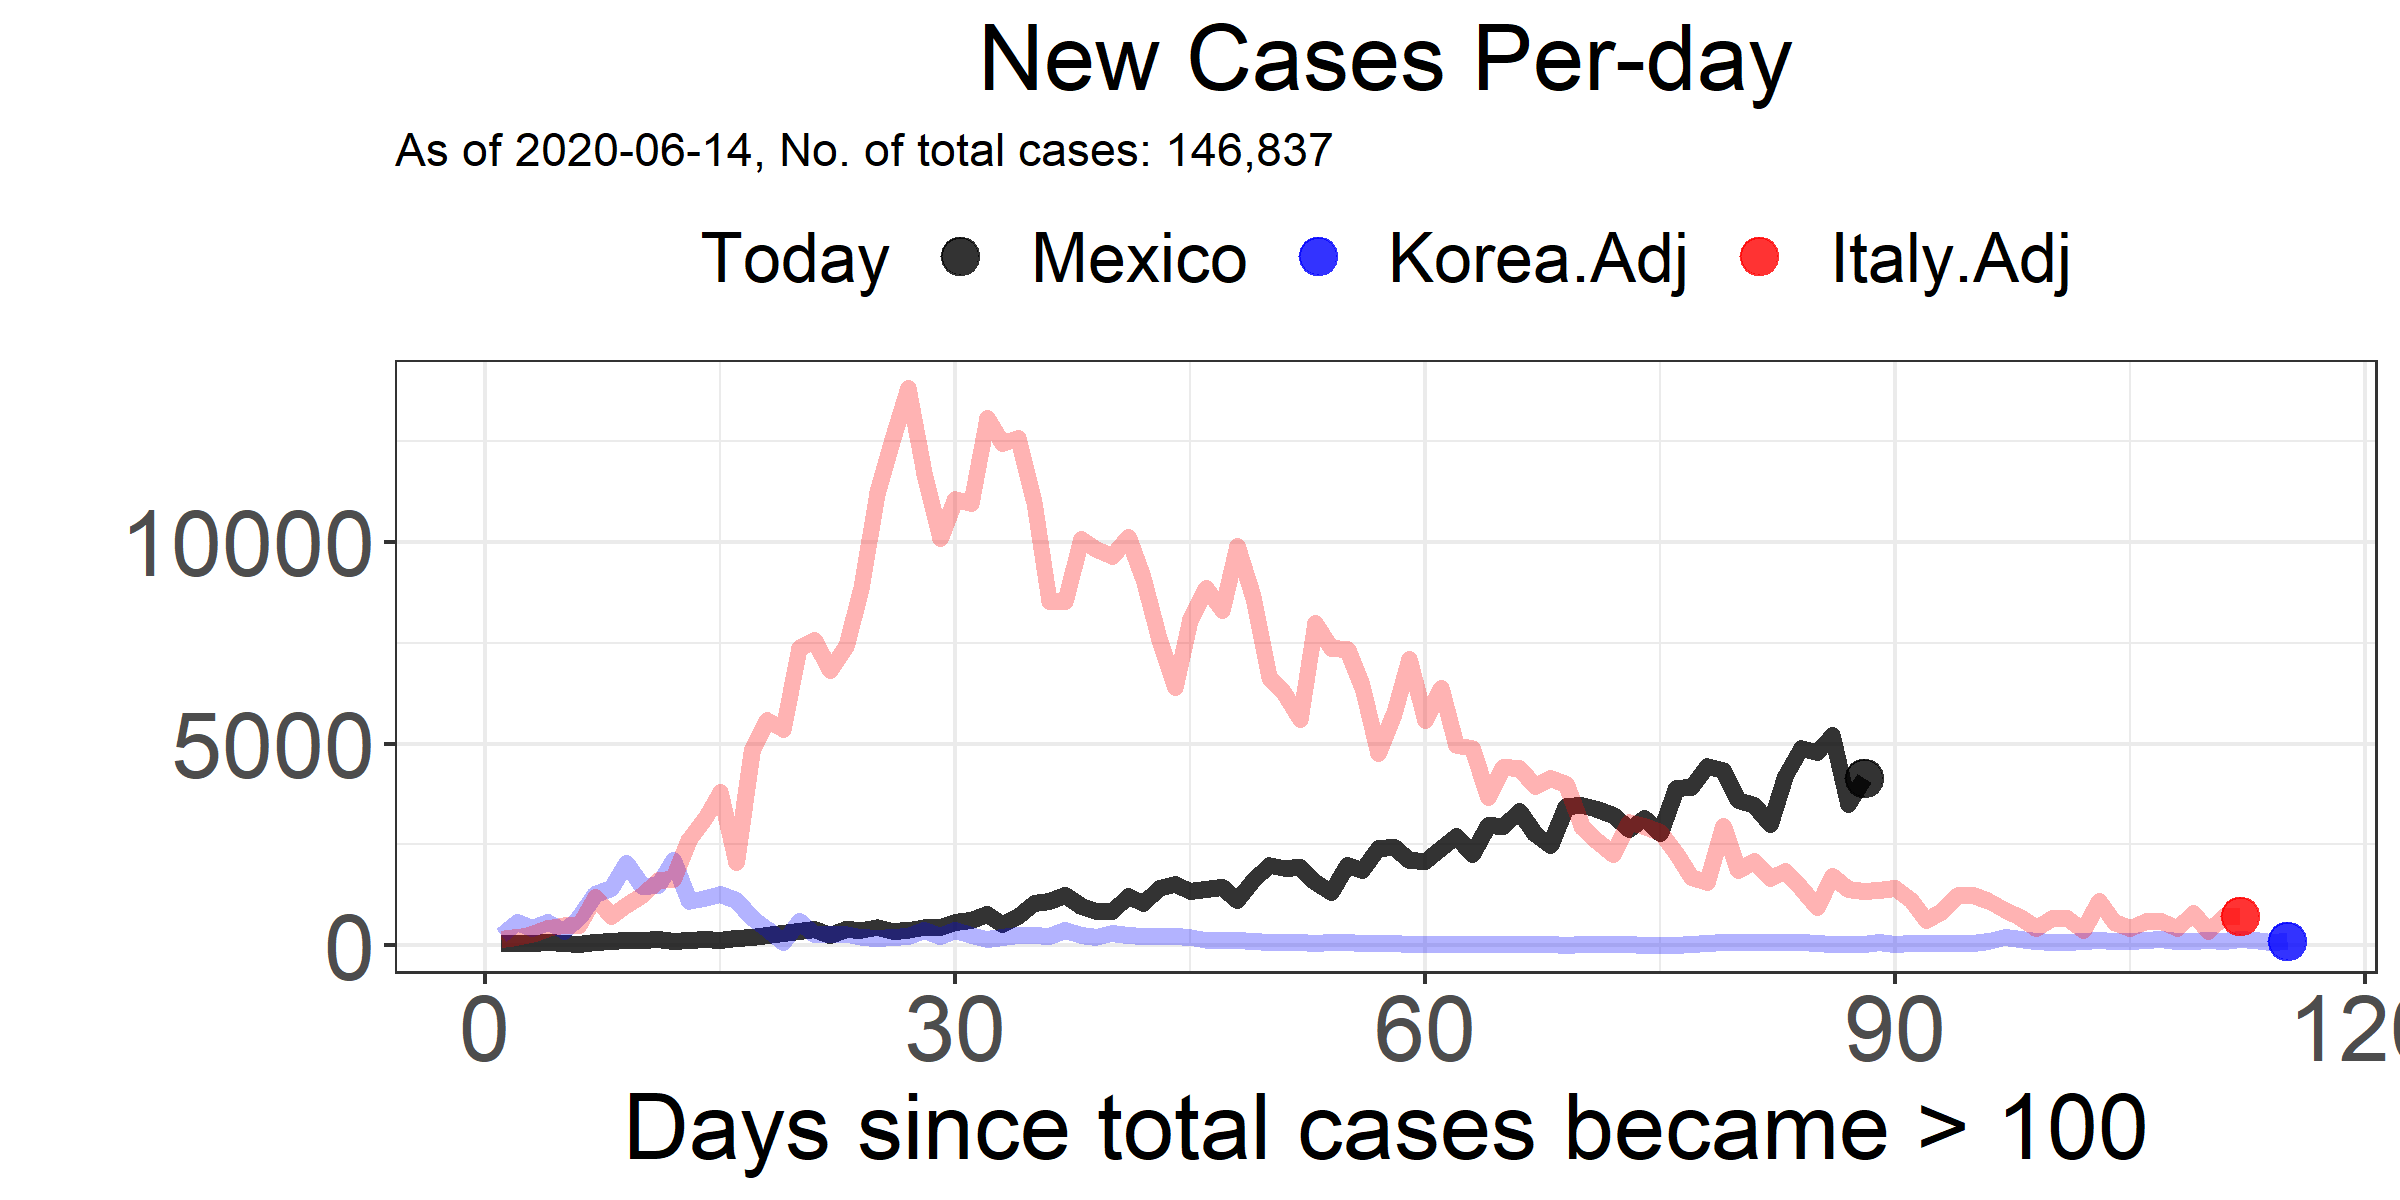 New Cases Per-day
As of 2020-06-14, No. of total cases: 146,837
Today Mexico Korea.Adj Italy.Adj
10000
5000
0
0 30 60 90 120
Days since total cases became > 100